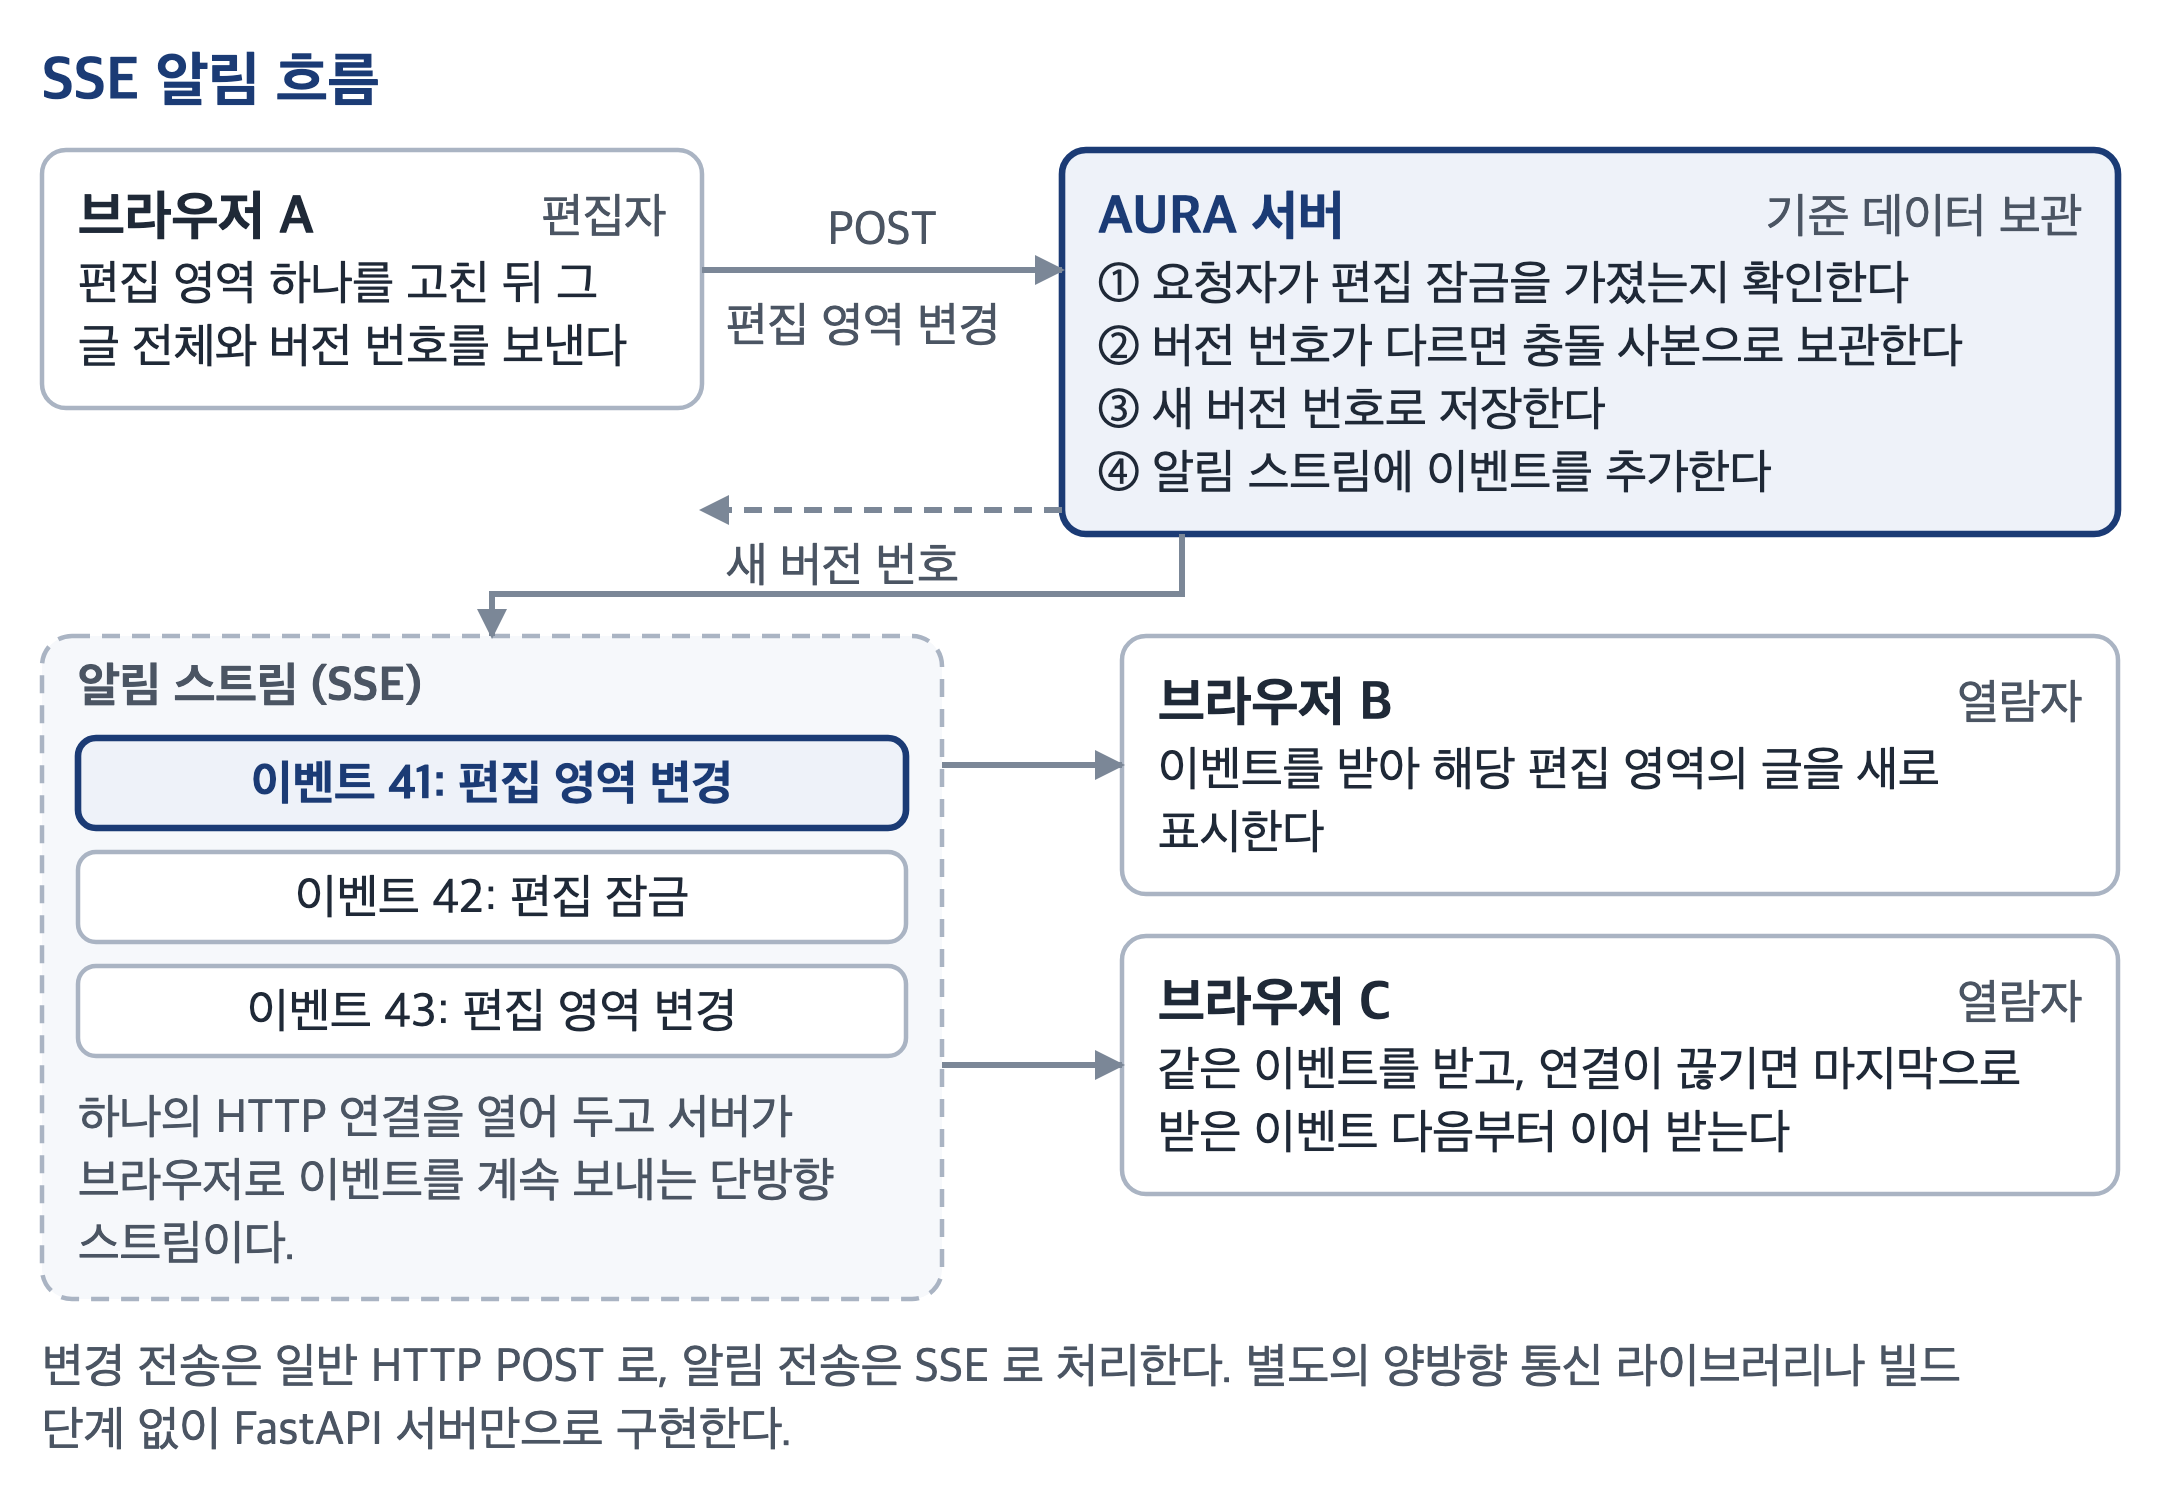 SSE 알림 흐름
브라우저 A
편집자
편집 영역 하나를 고친 뒤 그
글 전체와 버전 번호를 보낸다
POST
편집 영역 변경
AURA 서버
기준 데이터 보관
① 요청자가 편집 잠금을 가졌는지 확인한다
② 버전 번호가 다르면 충돌 사본으로 보관한다
③ 새 버전 번호로 저장한다
④ 알림 스트림에 이벤트를 추가한다
새 버전 번호
알림 스트림 (SSE)
이벤트 41: 편집 영역 변경
이벤트 42: 편집 잠금
이벤트 43: 편집 영역 변경
하나의 HTTP 연결을 열어 두고 서버가
브라우저로 이벤트를 계속 보내는 단방향
스트림이다.
브라우저 B
열람자
이벤트를 받아 해당 편집 영역의 글을 새로
표시한다
브라우저 C
열람자
같은 이벤트를 받고, 연결이 끊기면 마지막으로
받은 이벤트 다음부터 이어 받는다
변경 전송은 일반 HTTP POST 로, 알림 전송은 SSE 로 처리한다. 별도의 양방향 통신 라이브러리나 빌드
단계 없이 FastAPI 서버만으로 구현한다.